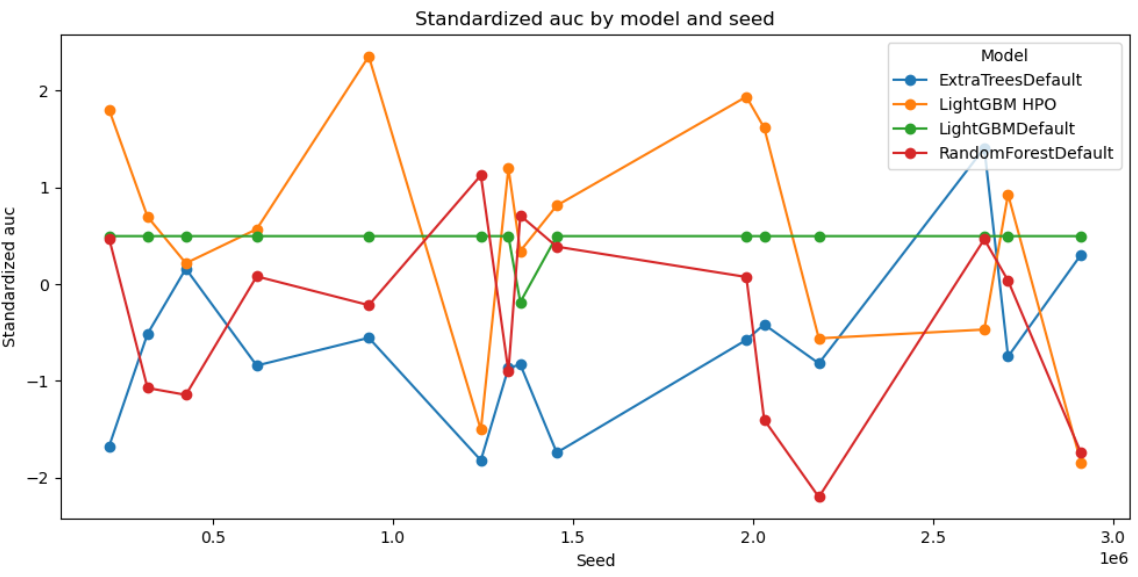 Standardized auc by model and seed
Standardized auc
2
1
0
−1
−2
Model
ExtraTreesDefault
LightGBM HPO
LightGBMDefault
RandomForestDefault
0.5
1.0
1.5
2.0
2.5
3.0
1e6
Seed